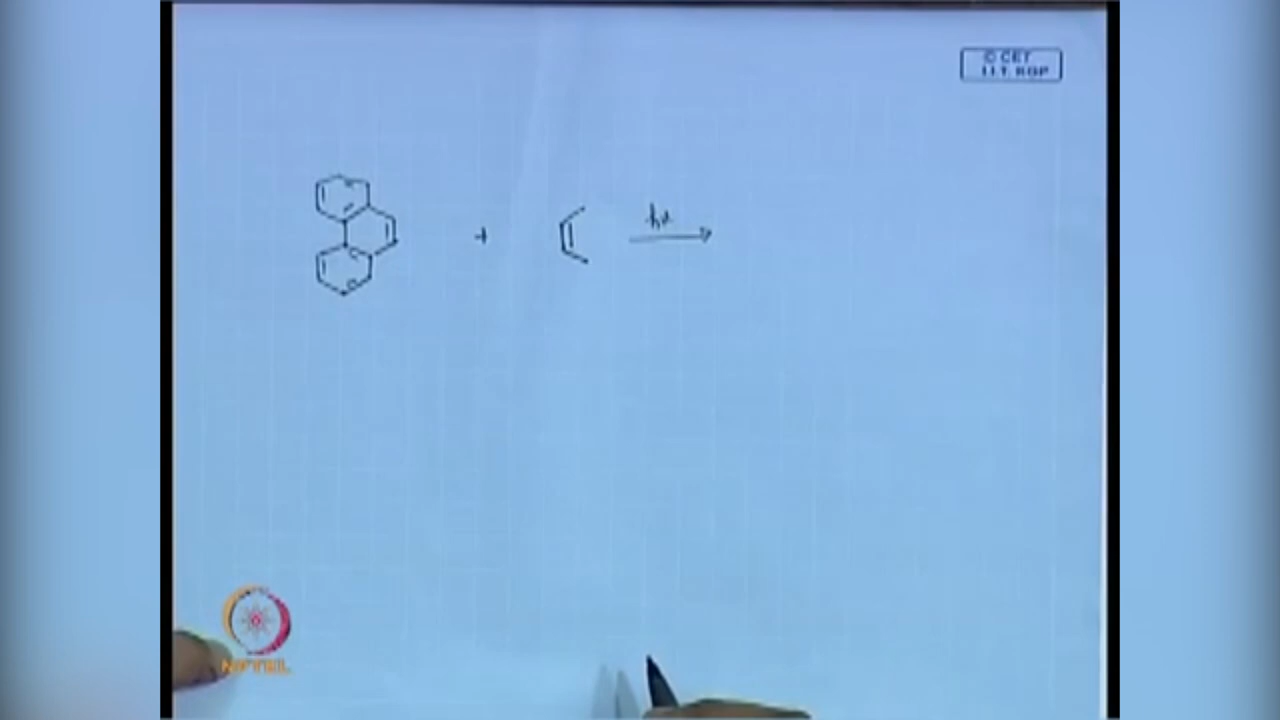 © CET
I.I.T. KGP
+
hν
NPTEL